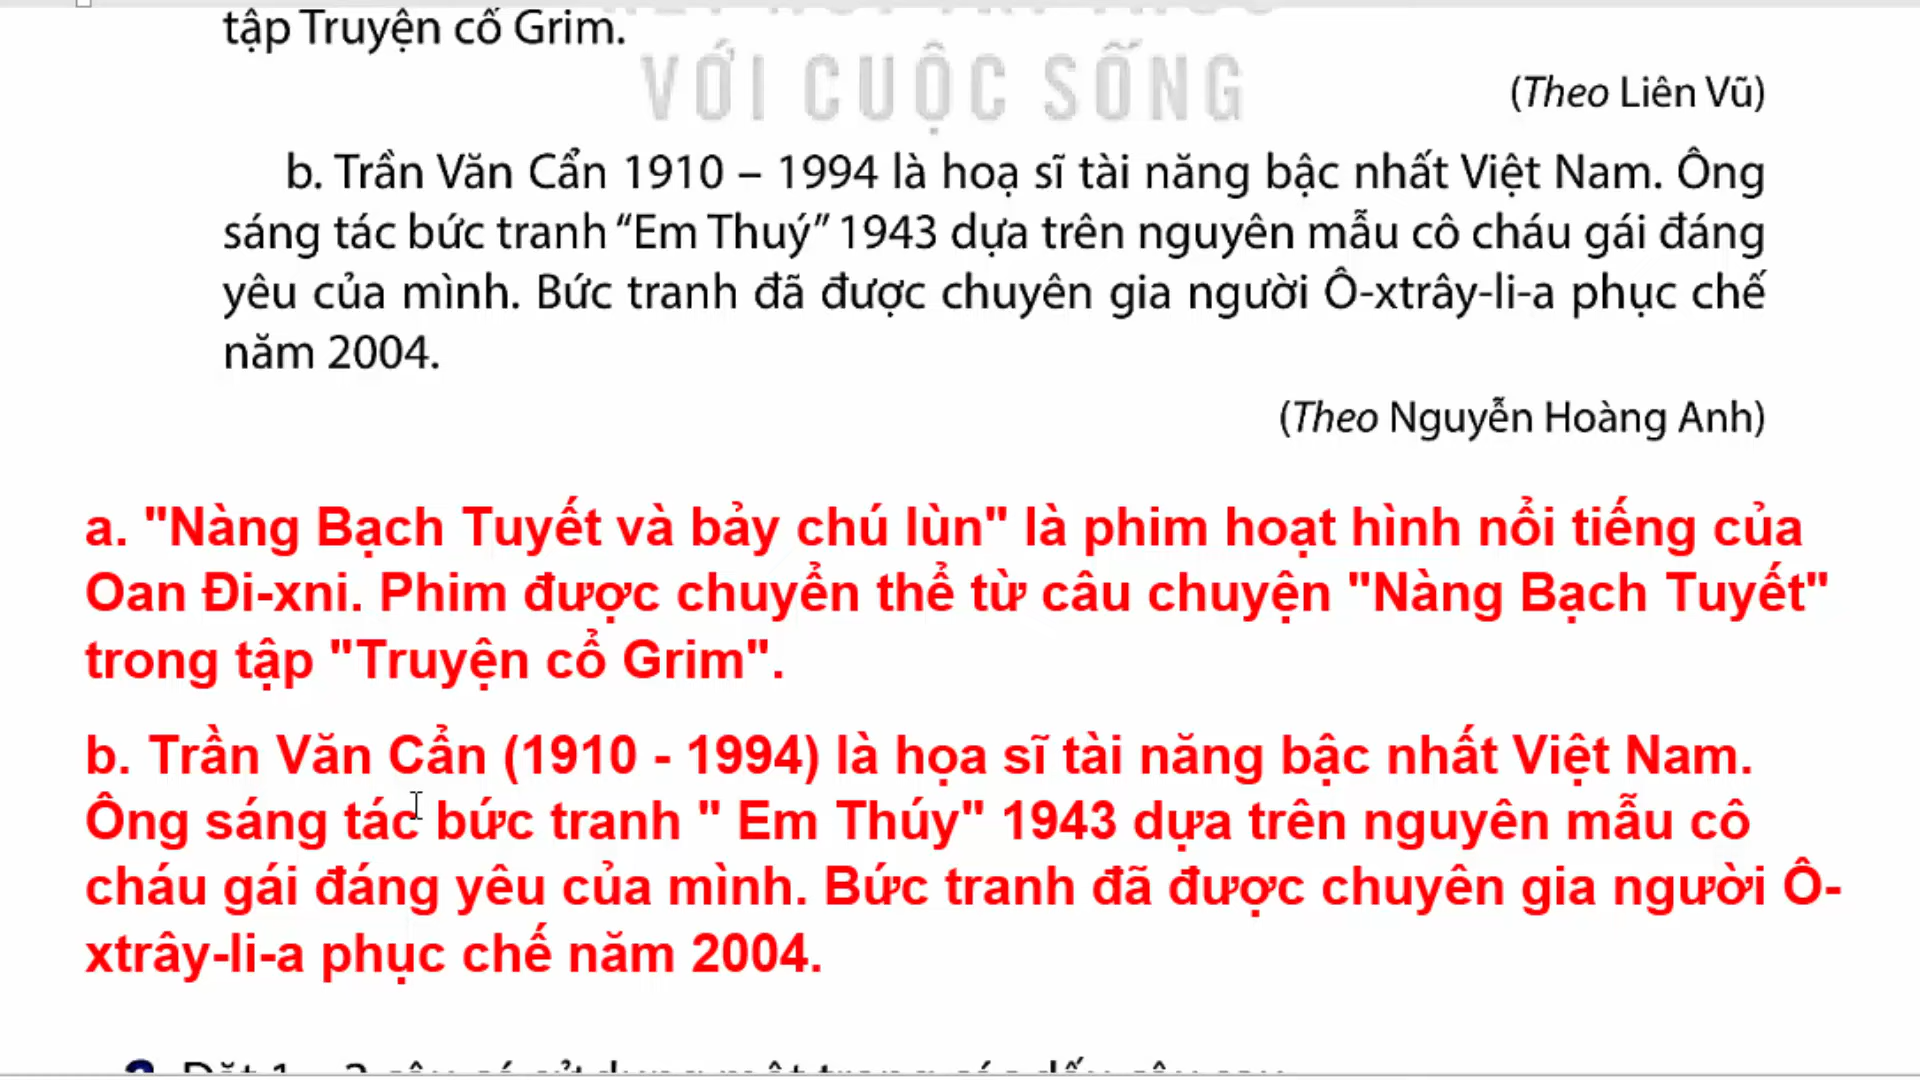 tập Truyện cổ Grim.
VỚI CUỘC SỐNG
(Theo Liên Vũ)
b. Trần Văn Cẩn 1910 – 1994 là hoạ sĩ tài năng bậc nhất Việt Nam. Ông
sáng tác bức tranh “Em Thuý” 1943 dựa trên nguyên mẫu cô cháu gái đáng
yêu của mình. Bức tranh đã được chuyên gia người Ô-xtrây-li-a phục chế
năm 2004.
(Theo Nguyễn Hoàng Anh)
a. "Nàng Bạch Tuyết và bảy chú lùn" là phim hoạt hình nổi tiếng của
Oan Đi-xni. Phim được chuyển thể từ câu chuyện "Nàng Bạch Tuyết"
trong tập "Truyện cổ Grim".
b. Trần Văn Cẩn (1910 - 1994) là họa sĩ tài năng bậc nhất Việt Nam.
Ông sáng tác bức tranh " Em Thúy" 1943 dựa trên nguyên mẫu cô
cháu gái đáng yêu của mình. Bức tranh đã được chuyên gia người Ô-
xtrây-li-a phục chế năm 2004.